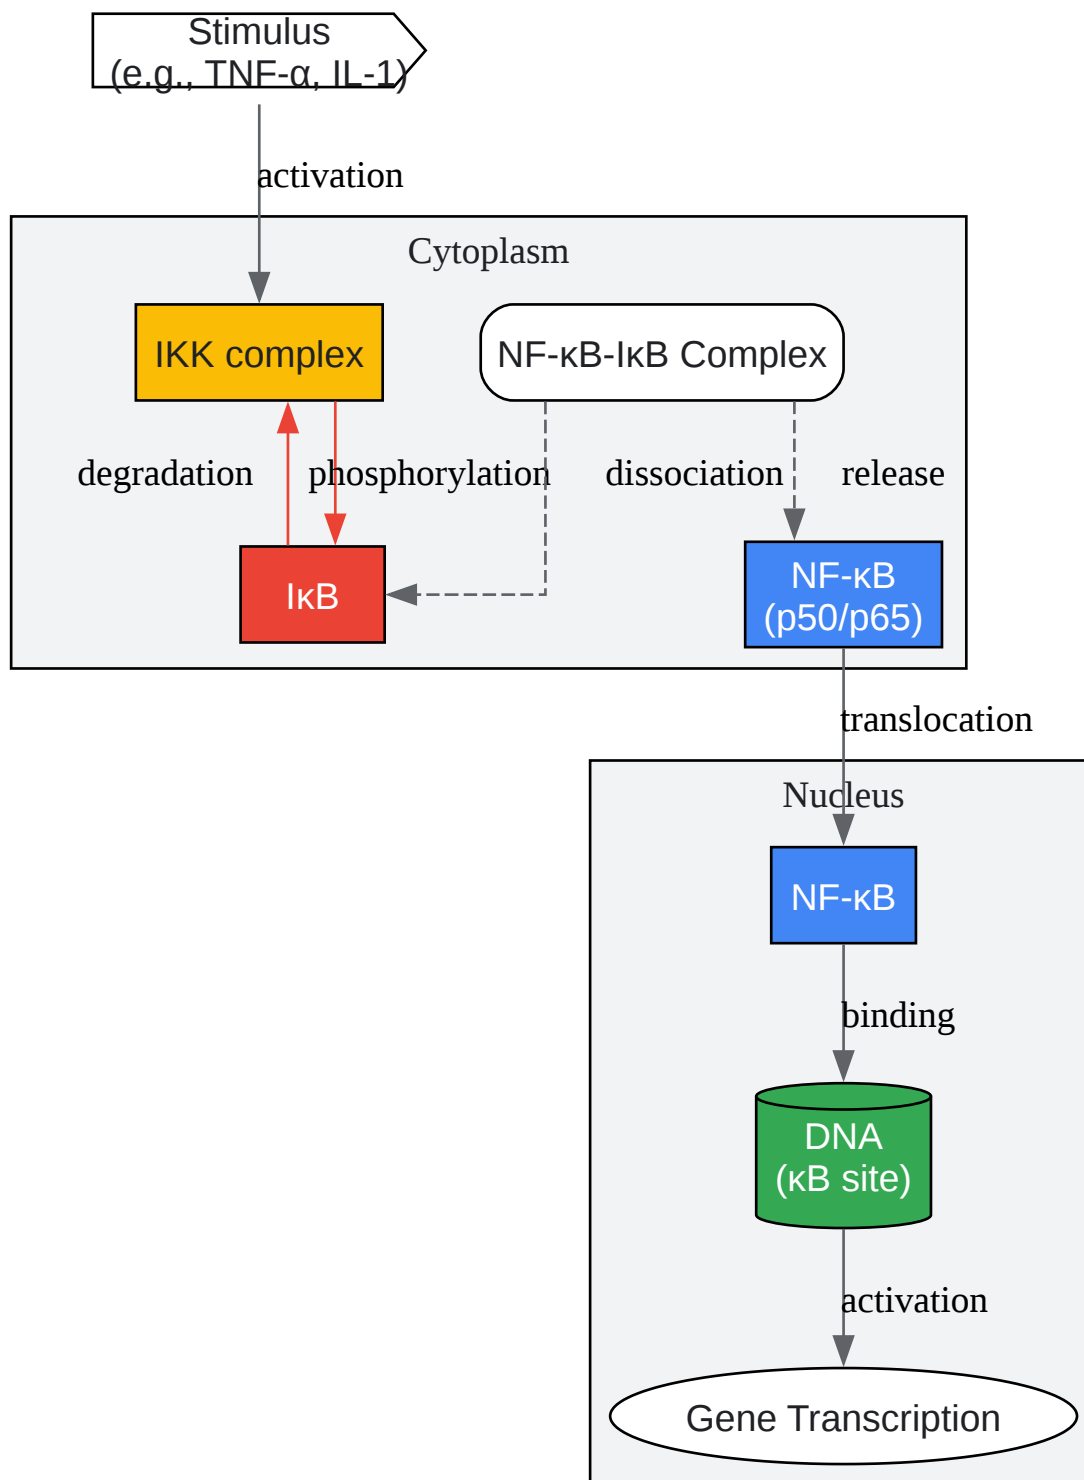 Stimulus
(e.g., TNF-α, IL-1)
activation
Cytoplasm
IKK complex
NF-κB-IκB Complex
degradation
phosphorylation
dissociation
release
IκB
NF-κB
(p50/p65)
translocation
Nucleus
NF-κB
binding
DNA
(κB site)
activation
Gene Transcription